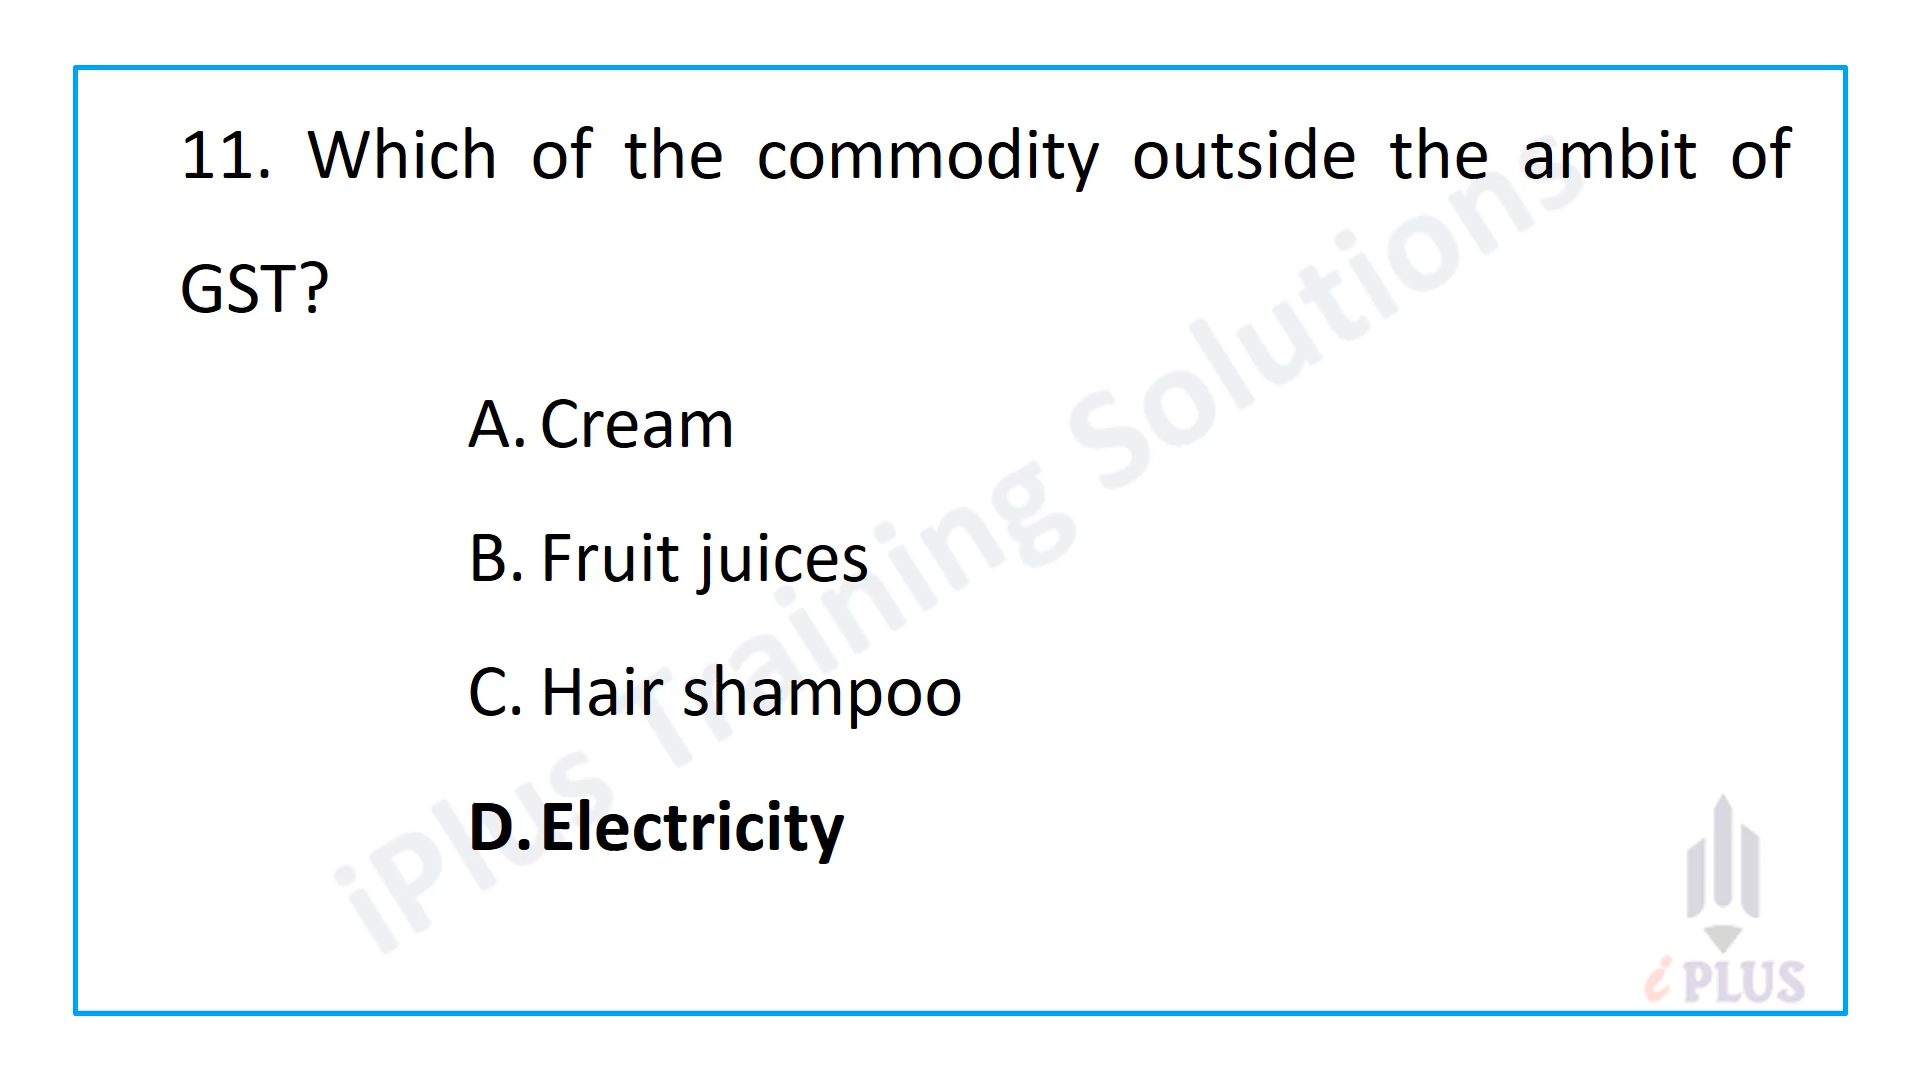 11. Which of the commodity outside the ambit of
GST?
A. Cream
B. Fruit juices
C. Hair shampoo
D. Electricity
iPlus Training Solutions
i PLUS